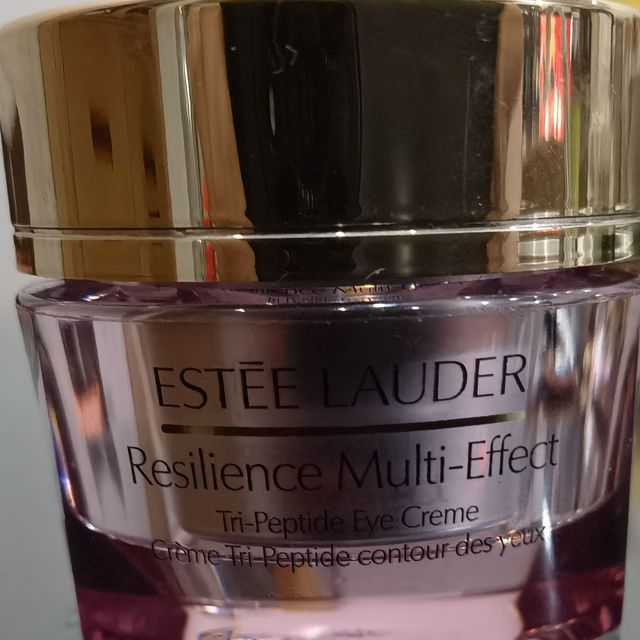 ESTĒE LAUDER
Resilience Multi-Effect
Tri-Peptide Eye Creme
Crème Tri-Peptide contour des yeux